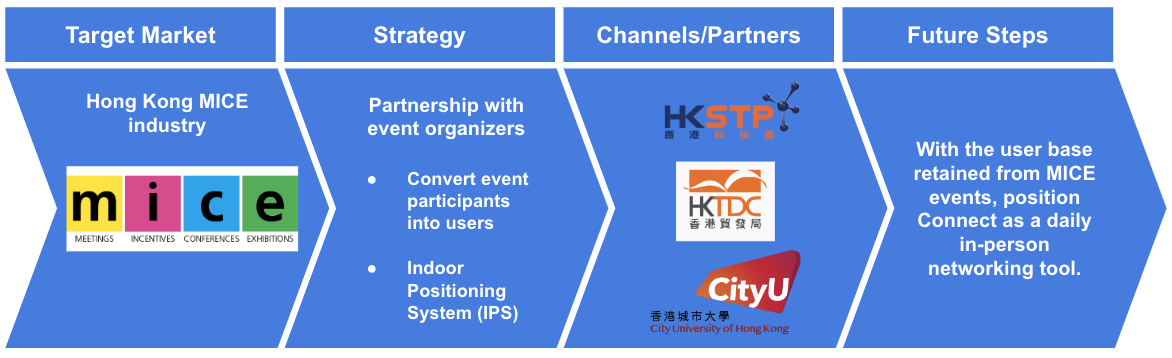 Target Market
Hong Kong MICE
industry
mice
MEETINGS INCENTIVES CONFERENCES EXHIBITIONS
Strategy
Partnership with
event organizers
● Convert event
participants
into users
● Indoor
Positioning
System (IPS)
Channels/Partners
HKSTP
香港科技園
HKTDC
香港貿發局
CityU
香港城市大學
City University of Hong Kong
Future Steps
With the user base
retained from MICE
events, position
Connect as a daily
in-person
networking tool.